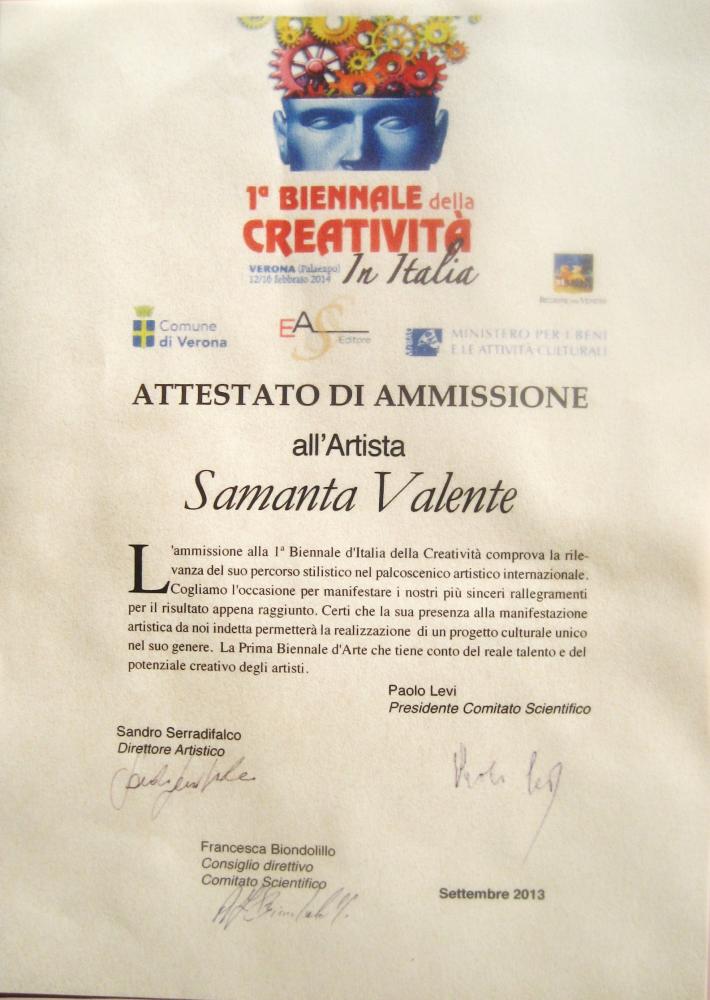 1ª BIENNALE della
CREATIVITÀ
In Italia
VERONA (Palaexpo)
12/16 febbraio 2014
REGIONE DEL VENETO
Comune
di Verona
EA
Editore
MINISTERO PER I BENI
E LE ATTIVITÀ CULTURALI
ATTESTATO DI AMMISSIONE
all'Artista
Samanta Valente
L'ammissione alla 1ª Biennale d'Italia della Creatività comprova la rile-
vanza del suo percorso stilistico nel palcoscenico artistico internazionale.
Cogliamo l'occasione per manifestare i nostri più sinceri rallegramenti
per il risultato appena raggiunto. Certi che la sua presenza alla manifestazione
artistica da noi indetta permetterà la realizzazione di un progetto culturale unico
nel suo genere. La Prima Biennale d'Arte che tiene conto del reale talento e del
potenziale creativo degli artisti.
Paolo Levi
Presidente Comitato Scientifico
Sandro Serradifalco
Direttore Artistico
Paolo Levi
Francesca Biondolillo
Consiglio direttivo
Comitato Scientifico
Settembre 2013